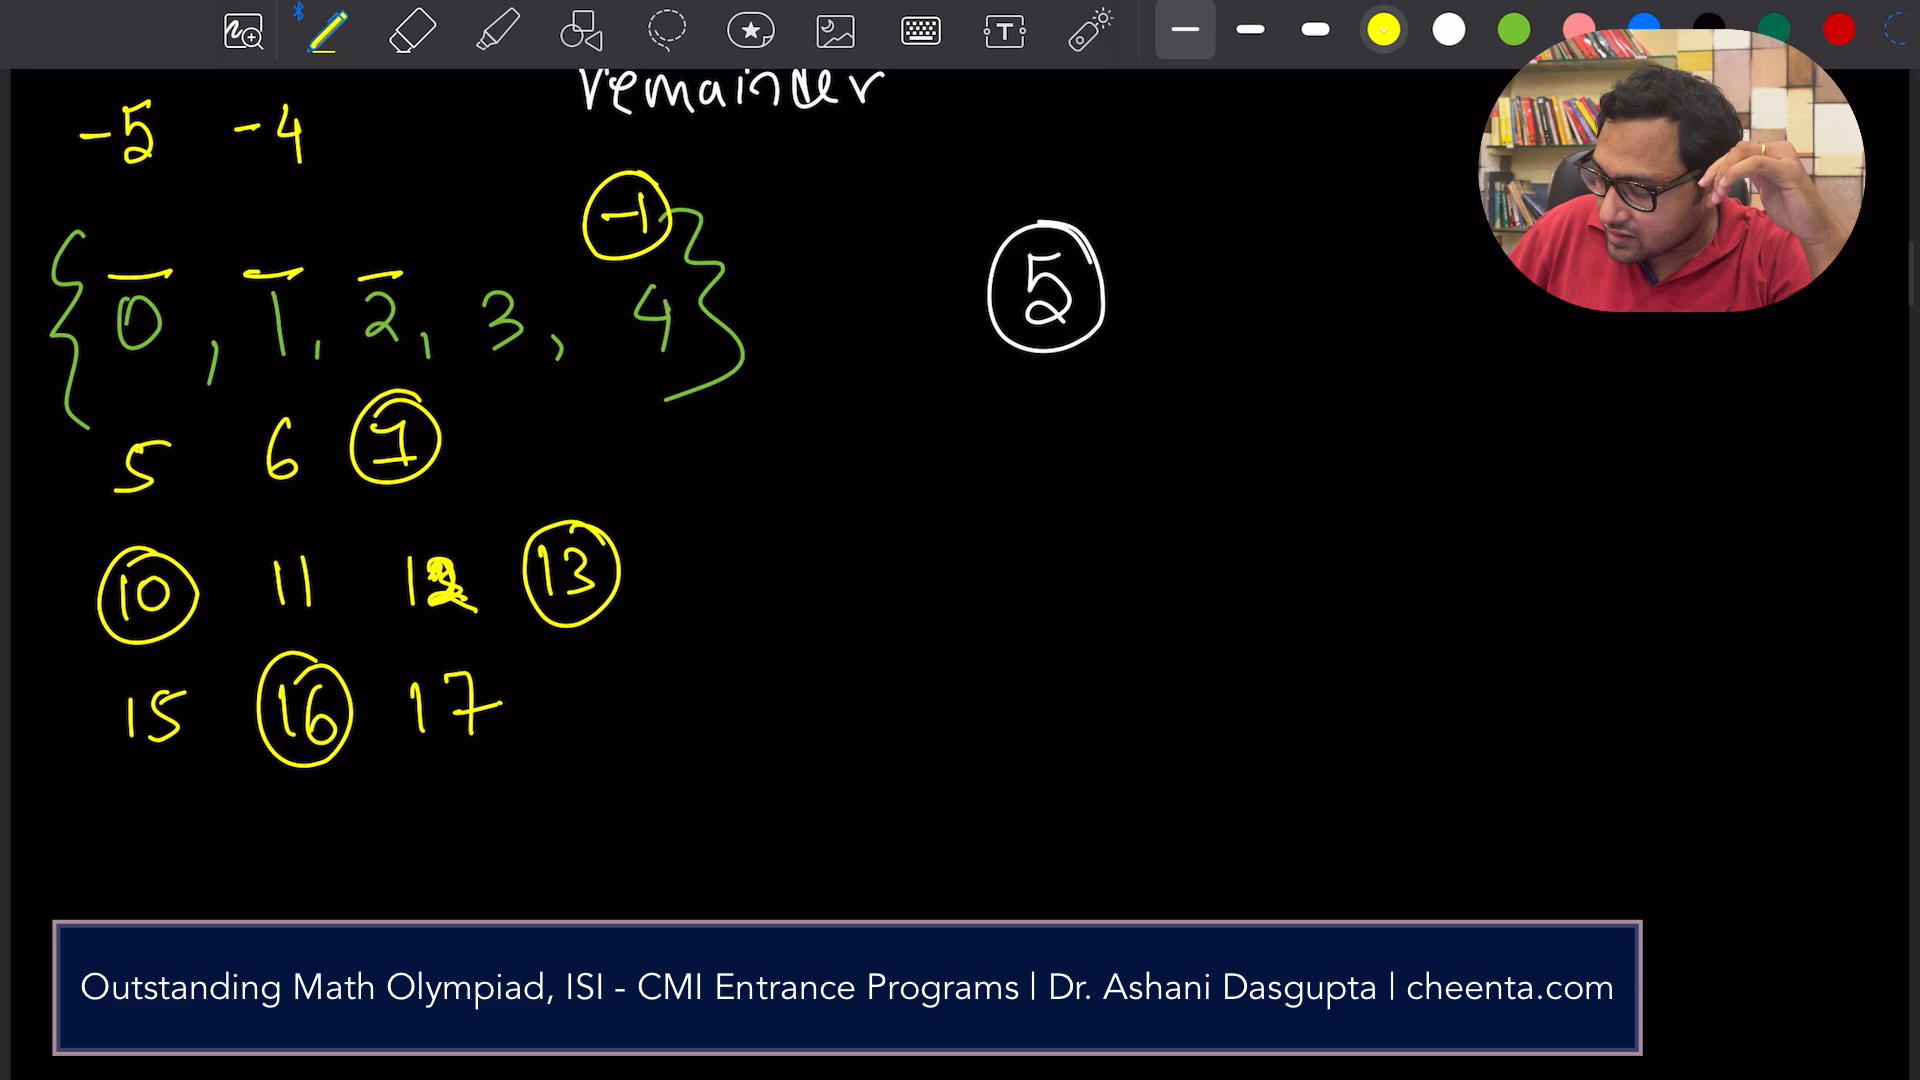 remainder
-5 -4
-1
{0, 1, 2, 3, 4}
5
5 6 7
10 11 12 13
15 16 17
Outstanding Math Olympiad, ISI - CMI Entrance Programs | Dr. Ashani Dasgupta | cheenta.com